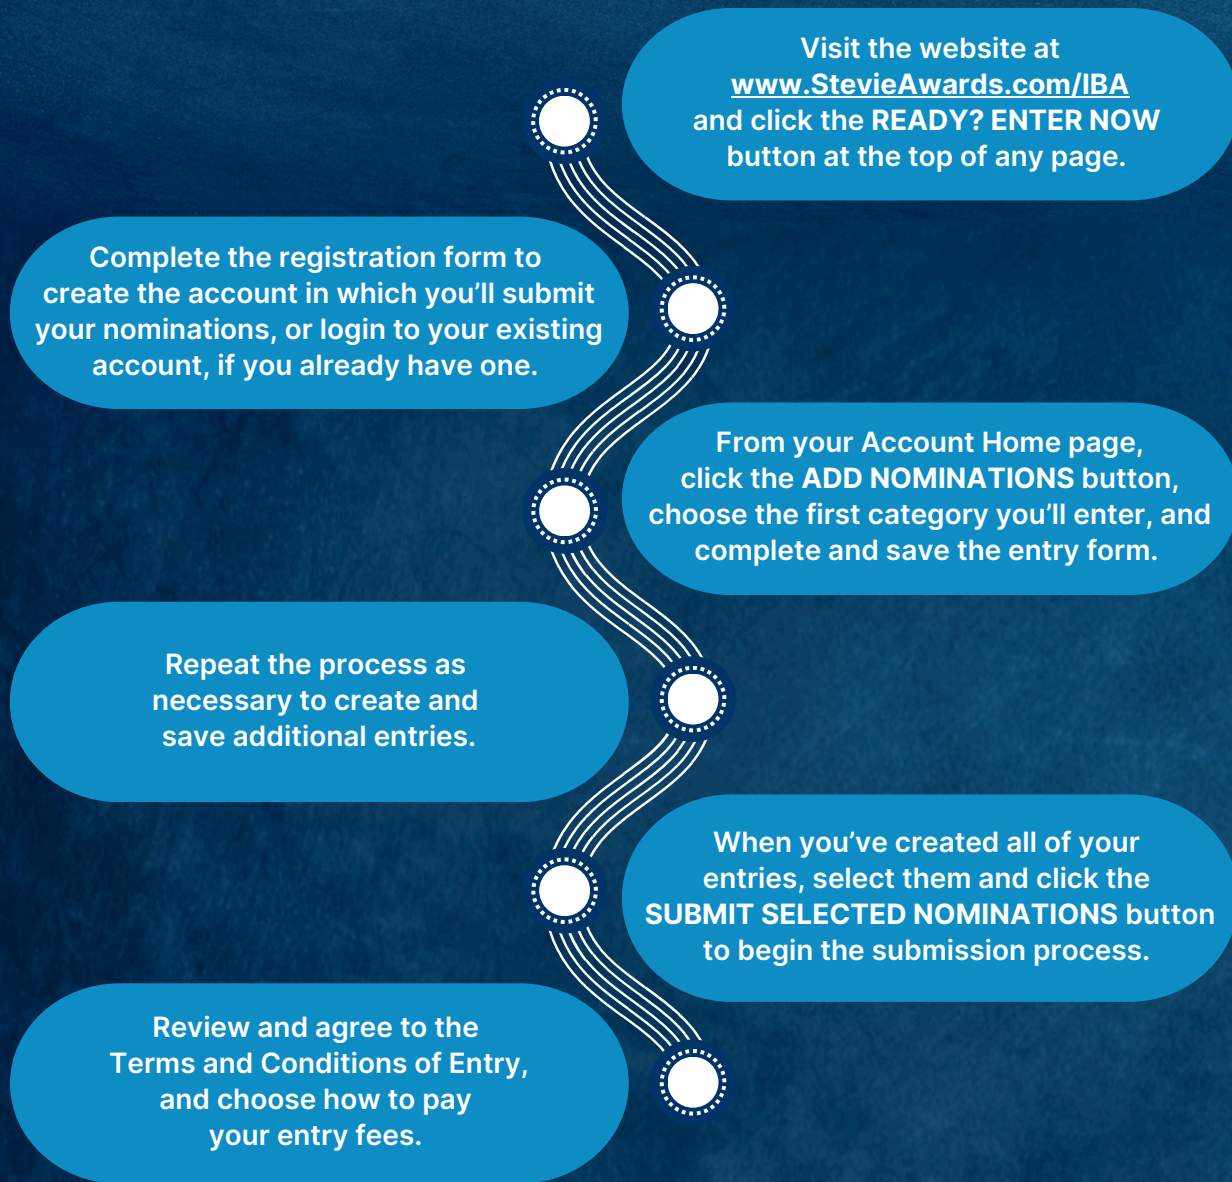 Visit the website at
www.StevieAwards.com/IBA
and click the READY? ENTER NOW
button at the top of any page.
Complete the registration form to
create the account in which you’ll submit
your nominations, or login to your existing
account, if you already have one.
From your Account Home page,
click the ADD NOMINATIONS button,
choose the first category you’ll enter, and
complete and save the entry form.
Repeat the process as
necessary to create and
save additional entries.
When you’ve created all of your
entries, select them and click the
SUBMIT SELECTED NOMINATIONS button
to begin the submission process.
Review and agree to the
Terms and Conditions of Entry,
and choose how to pay
your entry fees.